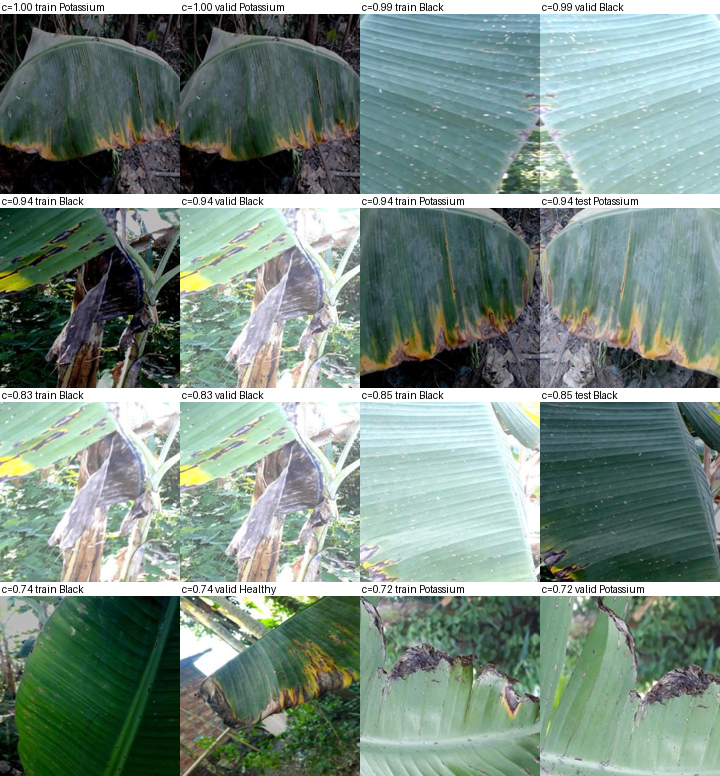 c=1.00 train Potassium
c=1.00 valid Potassium
c=0.99 train Black
c=0.99 valid Black
c=0.94 train Black
c=0.94 valid Black
c=0.94 train Potassium
c=0.94 test Potassium
c=0.83 train Black
c=0.83 valid Black
c=0.85 train Black
c=0.85 test Black
c=0.74 train Black
c=0.74 valid Healthy
c=0.72 train Potassium
c=0.72 valid Potassium